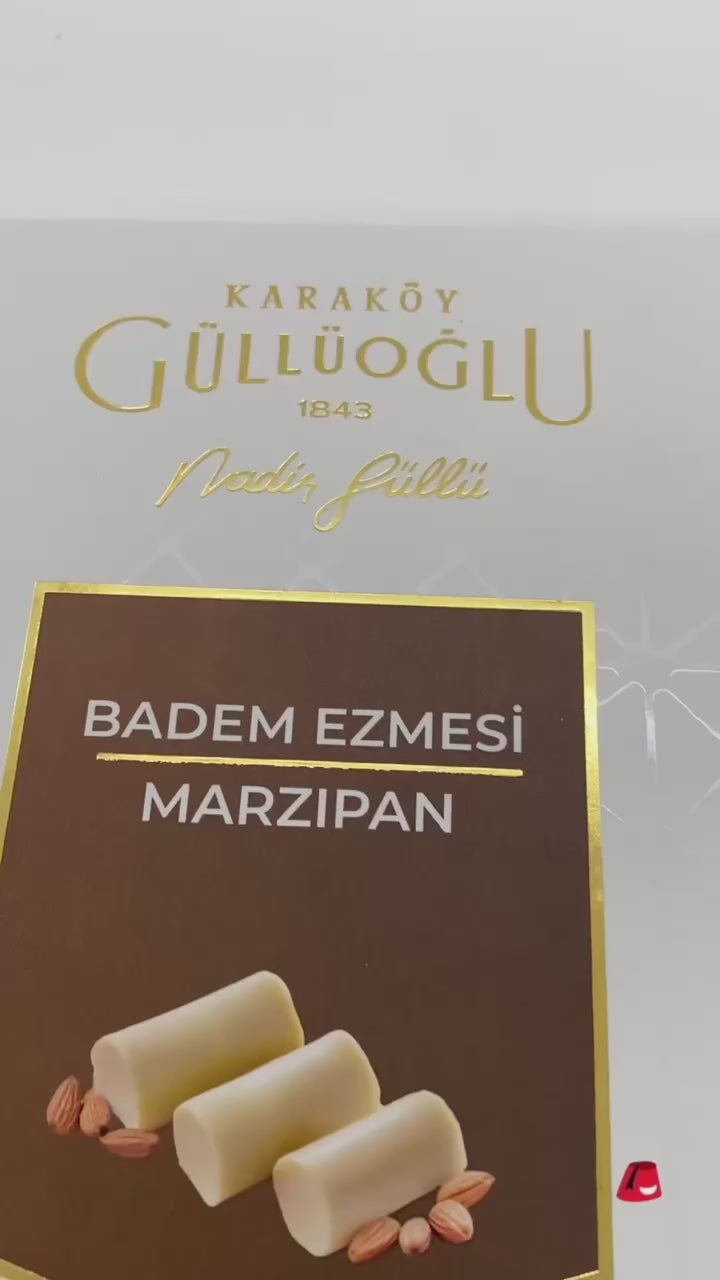 KARAKÖY
GÜLLÜOĞLU
1843
Nadir Güllü
BADEM EZMESİ
MARZIPAN